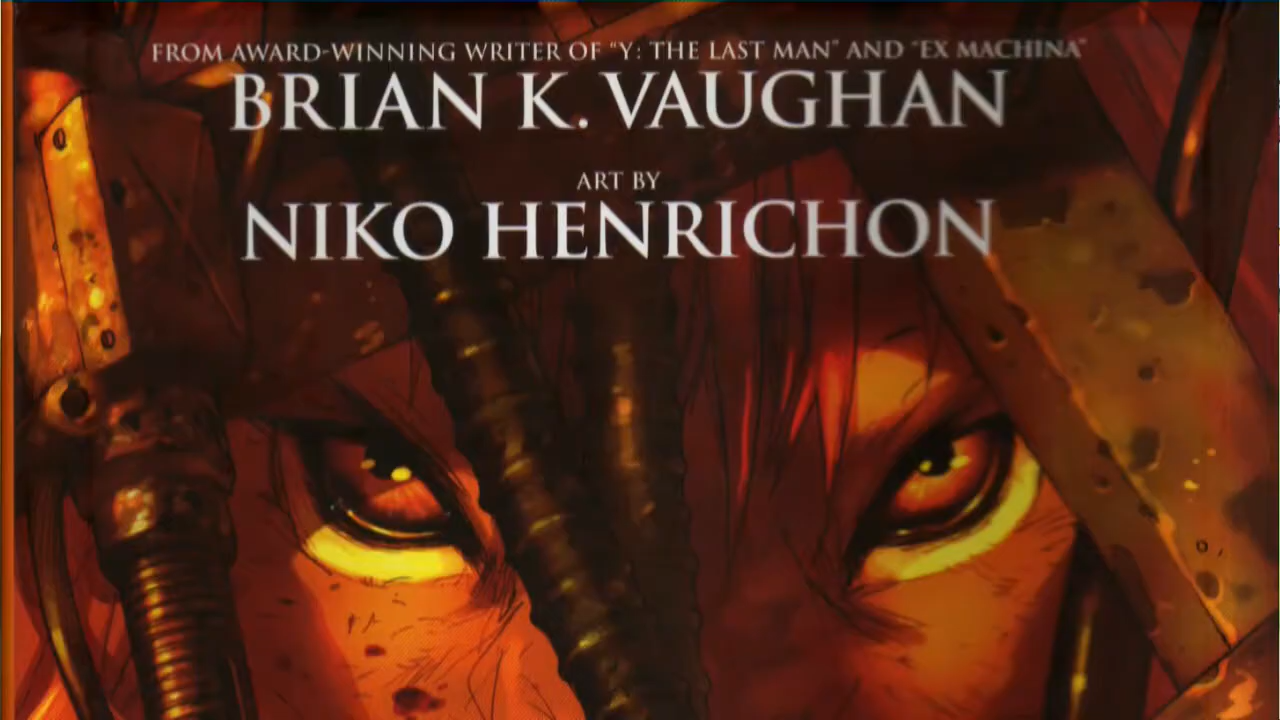 FROM AWARD-WINNING WRITER OF “Y: THE LAST MAN” AND “EX MACHINA”
BRIAN K. VAUGHAN
ART BY
NIKO HENRICHON